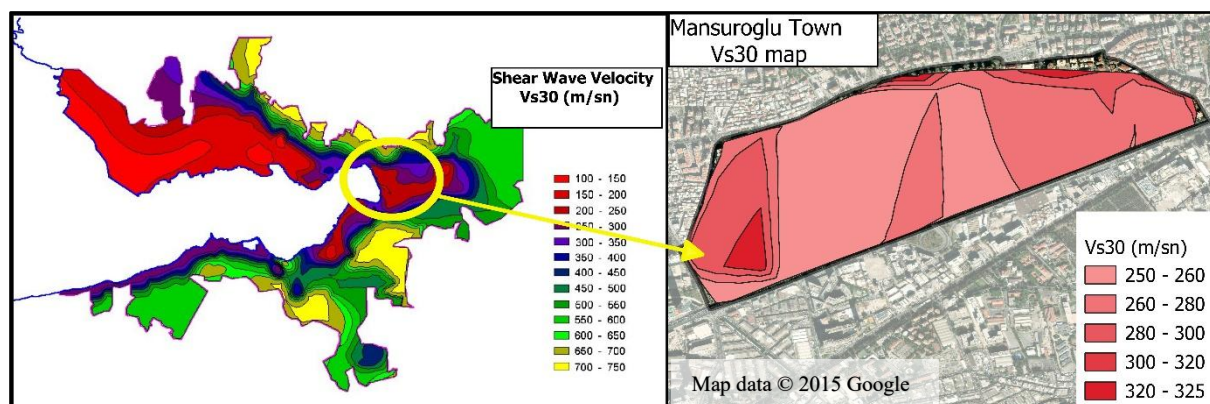 Shear Wave Velocity
Vs30 (m/sn)
100 - 150
150 - 200
200 - 250
250 - 300
300 - 350
350 - 400
400 - 450
450 - 500
500 - 550
550 - 600
600 - 650
650 - 700
700 - 750
Mansuroglu Town
Vs30 map
Vs30 (m/sn)
250 - 260
260 - 280
280 - 300
300 - 320
320 - 325
Map data © 2015 Google